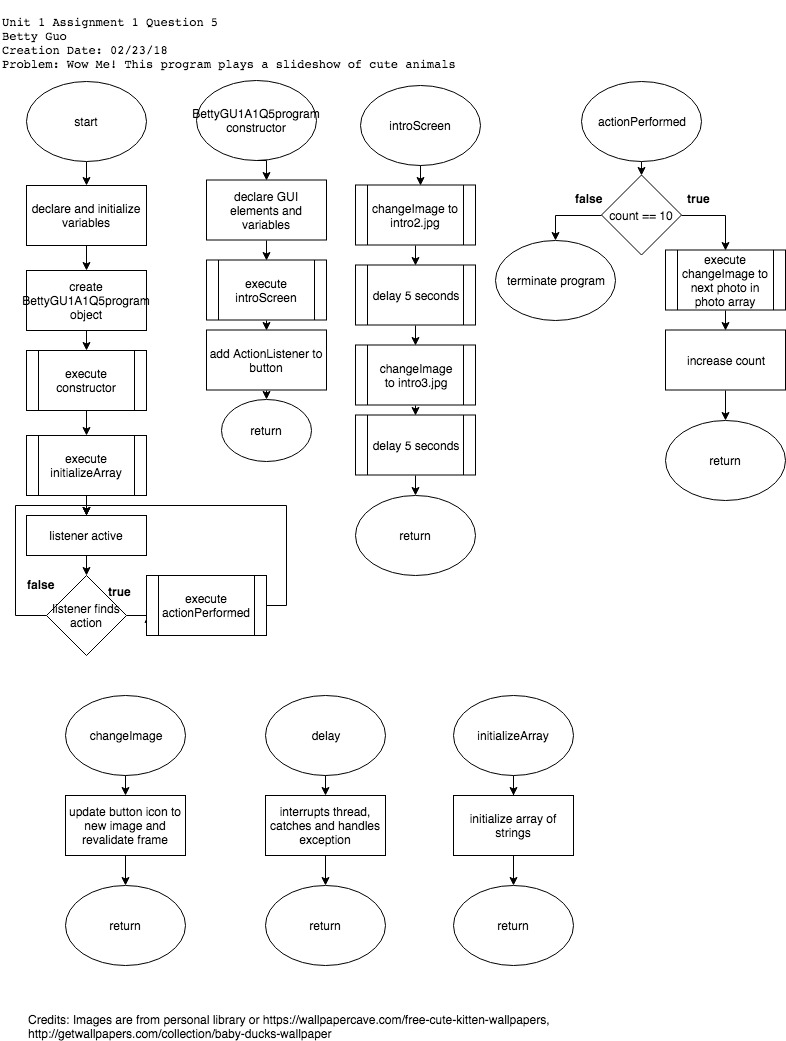 Unit 1 Assignment 1 Question 5
Betty Guo
Creation Date: 02/23/18
Problem: Wow Me! This program plays a slideshow of cute animals
start
declare and initialize
variables
create
BettyGU1A1Q5program
object
execute
constructor
execute
initializeArray
listener active
false
true
listener finds
action
execute
actionPerformed
BettyGU1A1Q5program
constructor
declare GUI
elements and
variables
execute
introScreen
add ActionListener to
button
return
introScreen
changeImage to
intro2.jpg
delay 5 seconds
changeImage
to intro3.jpg
delay 5 seconds
return
actionPerformed
false
true
count == 10
terminate program
execute
changeImage to
next photo in
photo array
increase count
return
changeImage
update button icon to
new image and
revalidate frame
return
delay
interrupts thread,
catches and handles
exception
return
initializeArray
initialize array of
strings
return
Credits: Images are from personal library or https://wallpapercave.com/free-cute-kitten-wallpapers,
http://getwallpapers.com/collection/baby-ducks-wallpaper